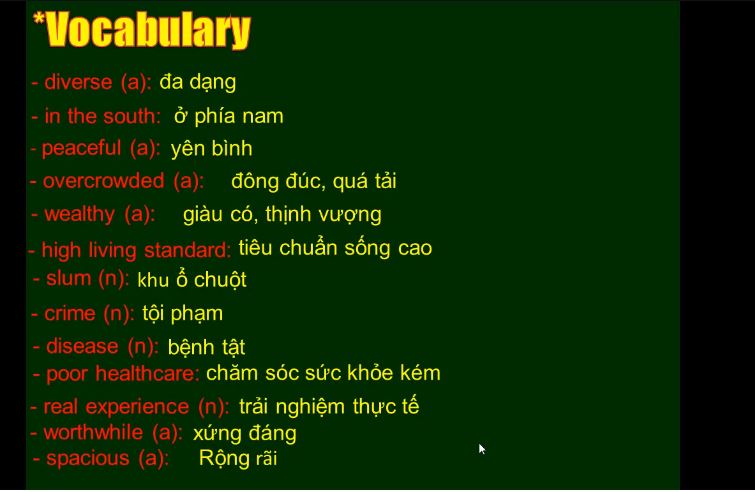 *Vocabulary
- diverse (a): đa dạng
- in the south: ở phía nam
- peaceful (a): yên bình
- overcrowded (a): đông đúc, quá tải
- wealthy (a): giàu có, thịnh vượng
- high living standard: tiêu chuẩn sống cao
- slum (n): khu ổ chuột
- crime (n): tội phạm
- disease (n): bệnh tật
- poor healthcare: chăm sóc sức khỏe kém
- real experience (n): trải nghiệm thực tế
- worthwhile (a): xứng đáng
- spacious (a): Rộng rãi